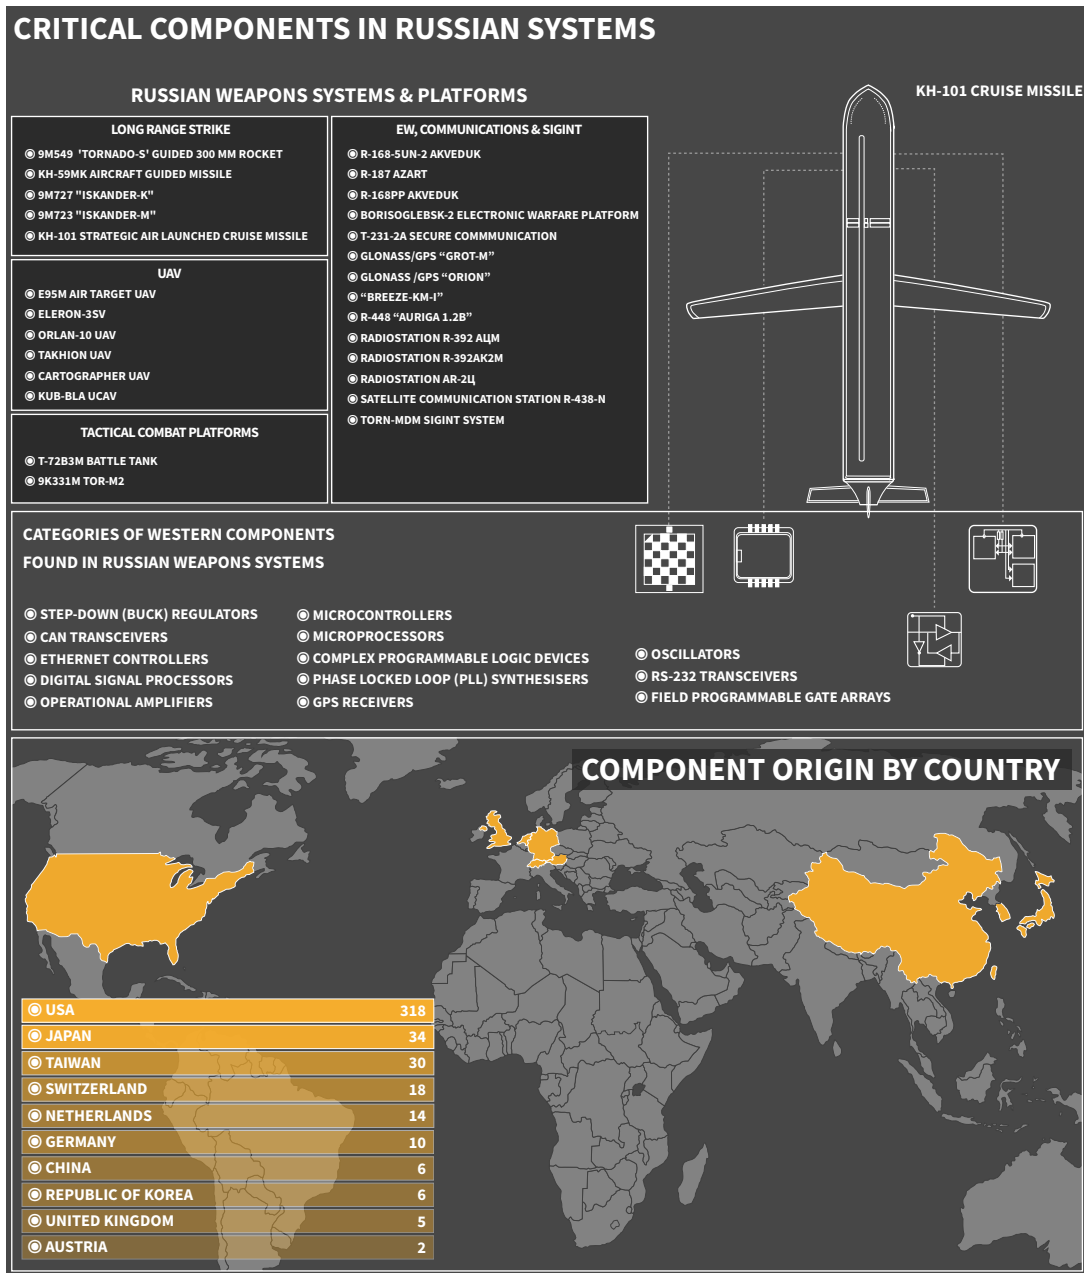 CRITICAL COMPONENTS IN RUSSIAN SYSTEMS
RUSSIAN WEAPONS SYSTEMS & PLATFORMS
KH-101 CRUISE MISSILE
LONG RANGE STRIKE
9M549 'TORNADO-S' GUIDED 300 MM ROCKET
KH-59MK AIRCRAFT GUIDED MISSILE
9M727 "ISKANDER-K"
9M723 "ISKANDER-M"
KH-101 STRATEGIC AIR LAUNCHED CRUISE MISSILE
UAV
E95M AIR TARGET UAV
ELERON-3SV
ORLAN-10 UAV
TAKHION UAV
CARTOGRAPHER UAV
KUB-BLA UCAV
TACTICAL COMBAT PLATFORMS
T-72B3M BATTLE TANK
9K331M TOR-M2
EW, COMMUNICATIONS & SIGINT
R-168-5UN-2 AKVEDUK
R-187 AZART
R-168PP AKVEDUK
BORISOGLEBSK-2 ELECTRONIC WARFARE PLATFORM
T-231-2A SECURE COMMMUNICATION
GLONASS/GPS “GROT-M”
GLONASS /GPS “ORION”
“BREEZE-KM-I”
R-448 “AURIGA 1.2B”
RADIOSTATION R-392 АЦМ
RADIOSTATION R-392AK2M
RADIOSTATION AR-2Ц
SATELLITE COMMUNICATION STATION R-438-N
TORN-MDM SIGINT SYSTEM
CATEGORIES OF WESTERN COMPONENTS
FOUND IN RUSSIAN WEAPONS SYSTEMS
STEP-DOWN (BUCK) REGULATORS
CAN TRANSCEIVERS
ETHERNET CONTROLLERS
DIGITAL SIGNAL PROCESSORS
OPERATIONAL AMPLIFIERS
MICROCONTROLLERS
MICROPROCESSORS
COMPLEX PROGRAMMABLE LOGIC DEVICES
PHASE LOCKED LOOP (PLL) SYNTHESISERS
GPS RECEIVERS
OSCILLATORS
RS-232 TRANSCEIVERS
FIELD PROGRAMMABLE GATE ARRAYS
COMPONENT ORIGIN BY COUNTRY
USA 318
JAPAN 34
TAIWAN 30
SWITZERLAND 18
NETHERLANDS 14
GERMANY 10
CHINA 6
REPUBLIC OF KOREA 6
UNITED KINGDOM 5
AUSTRIA 2